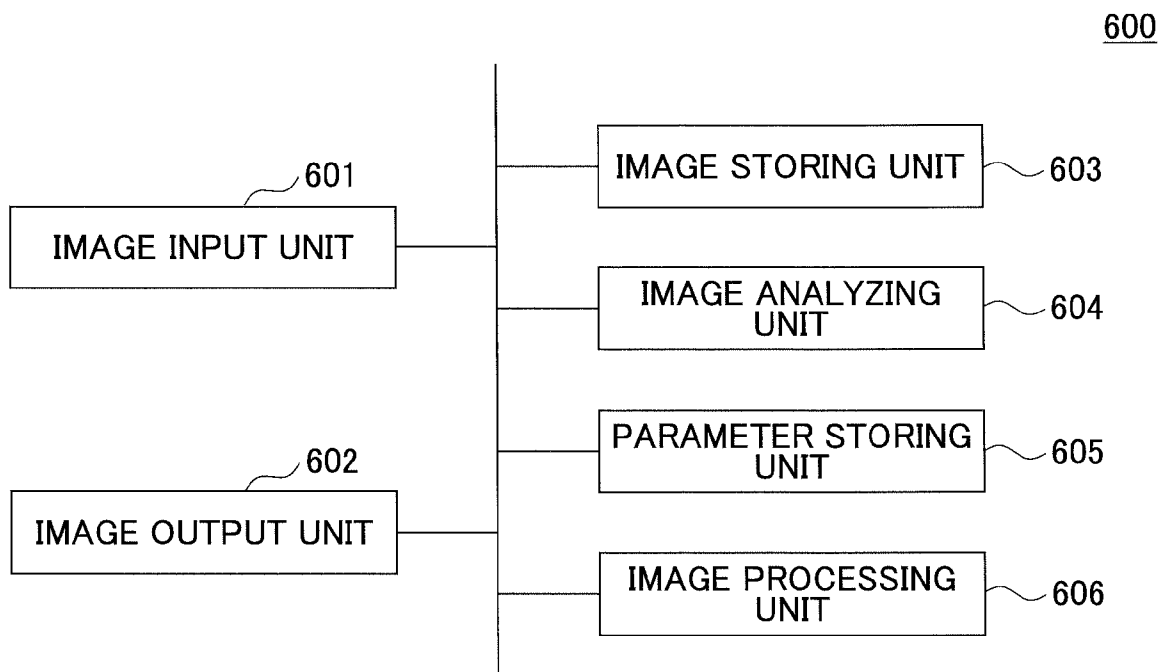 600
601
IMAGE INPUT UNIT
602
IMAGE OUTPUT UNIT
IMAGE STORING UNIT
603
IMAGE ANALYZING
UNIT
604
PARAMETER STORING
UNIT
605
IMAGE PROCESSING
UNIT
606